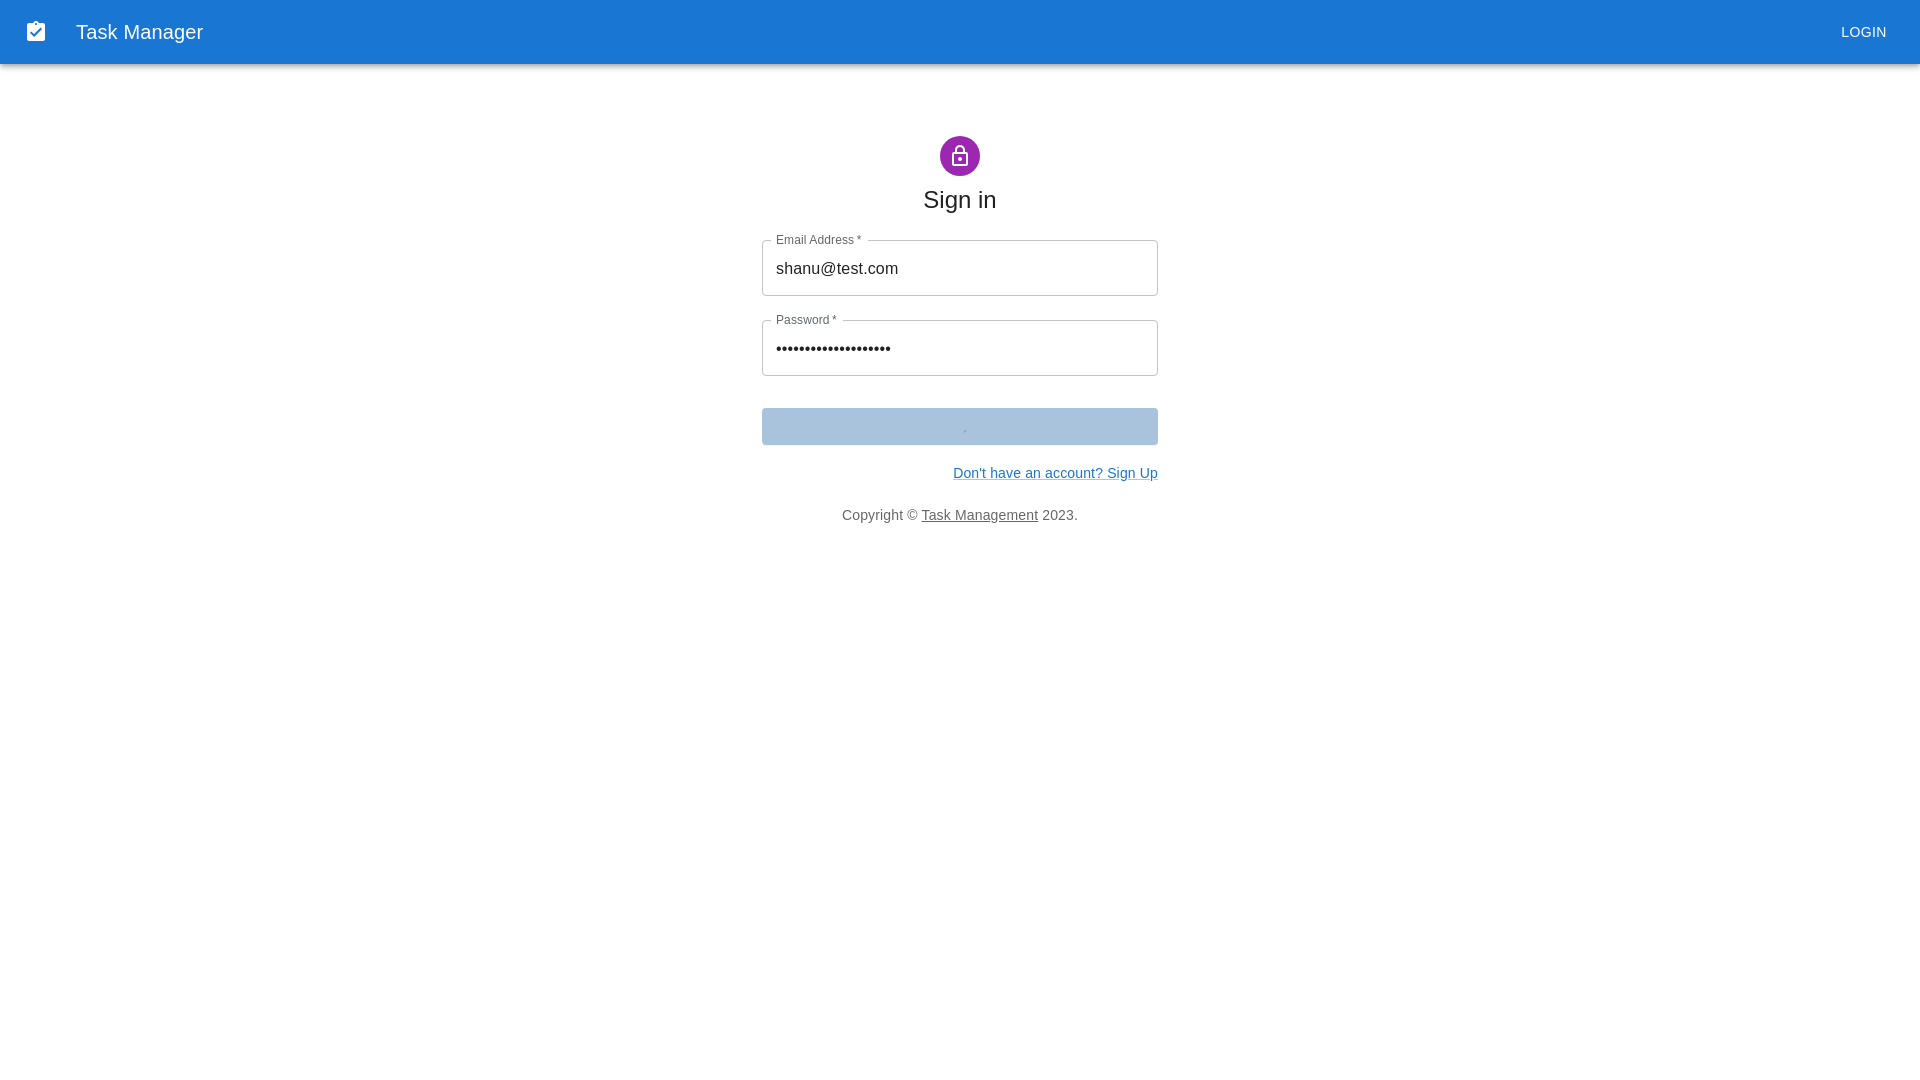 Task Manager
LOGIN
Sign in
Email Address *
shanu@test.com
Password *
••••••••••••••••••••
Don't have an account? Sign Up
Copyright © Task Management 2023.